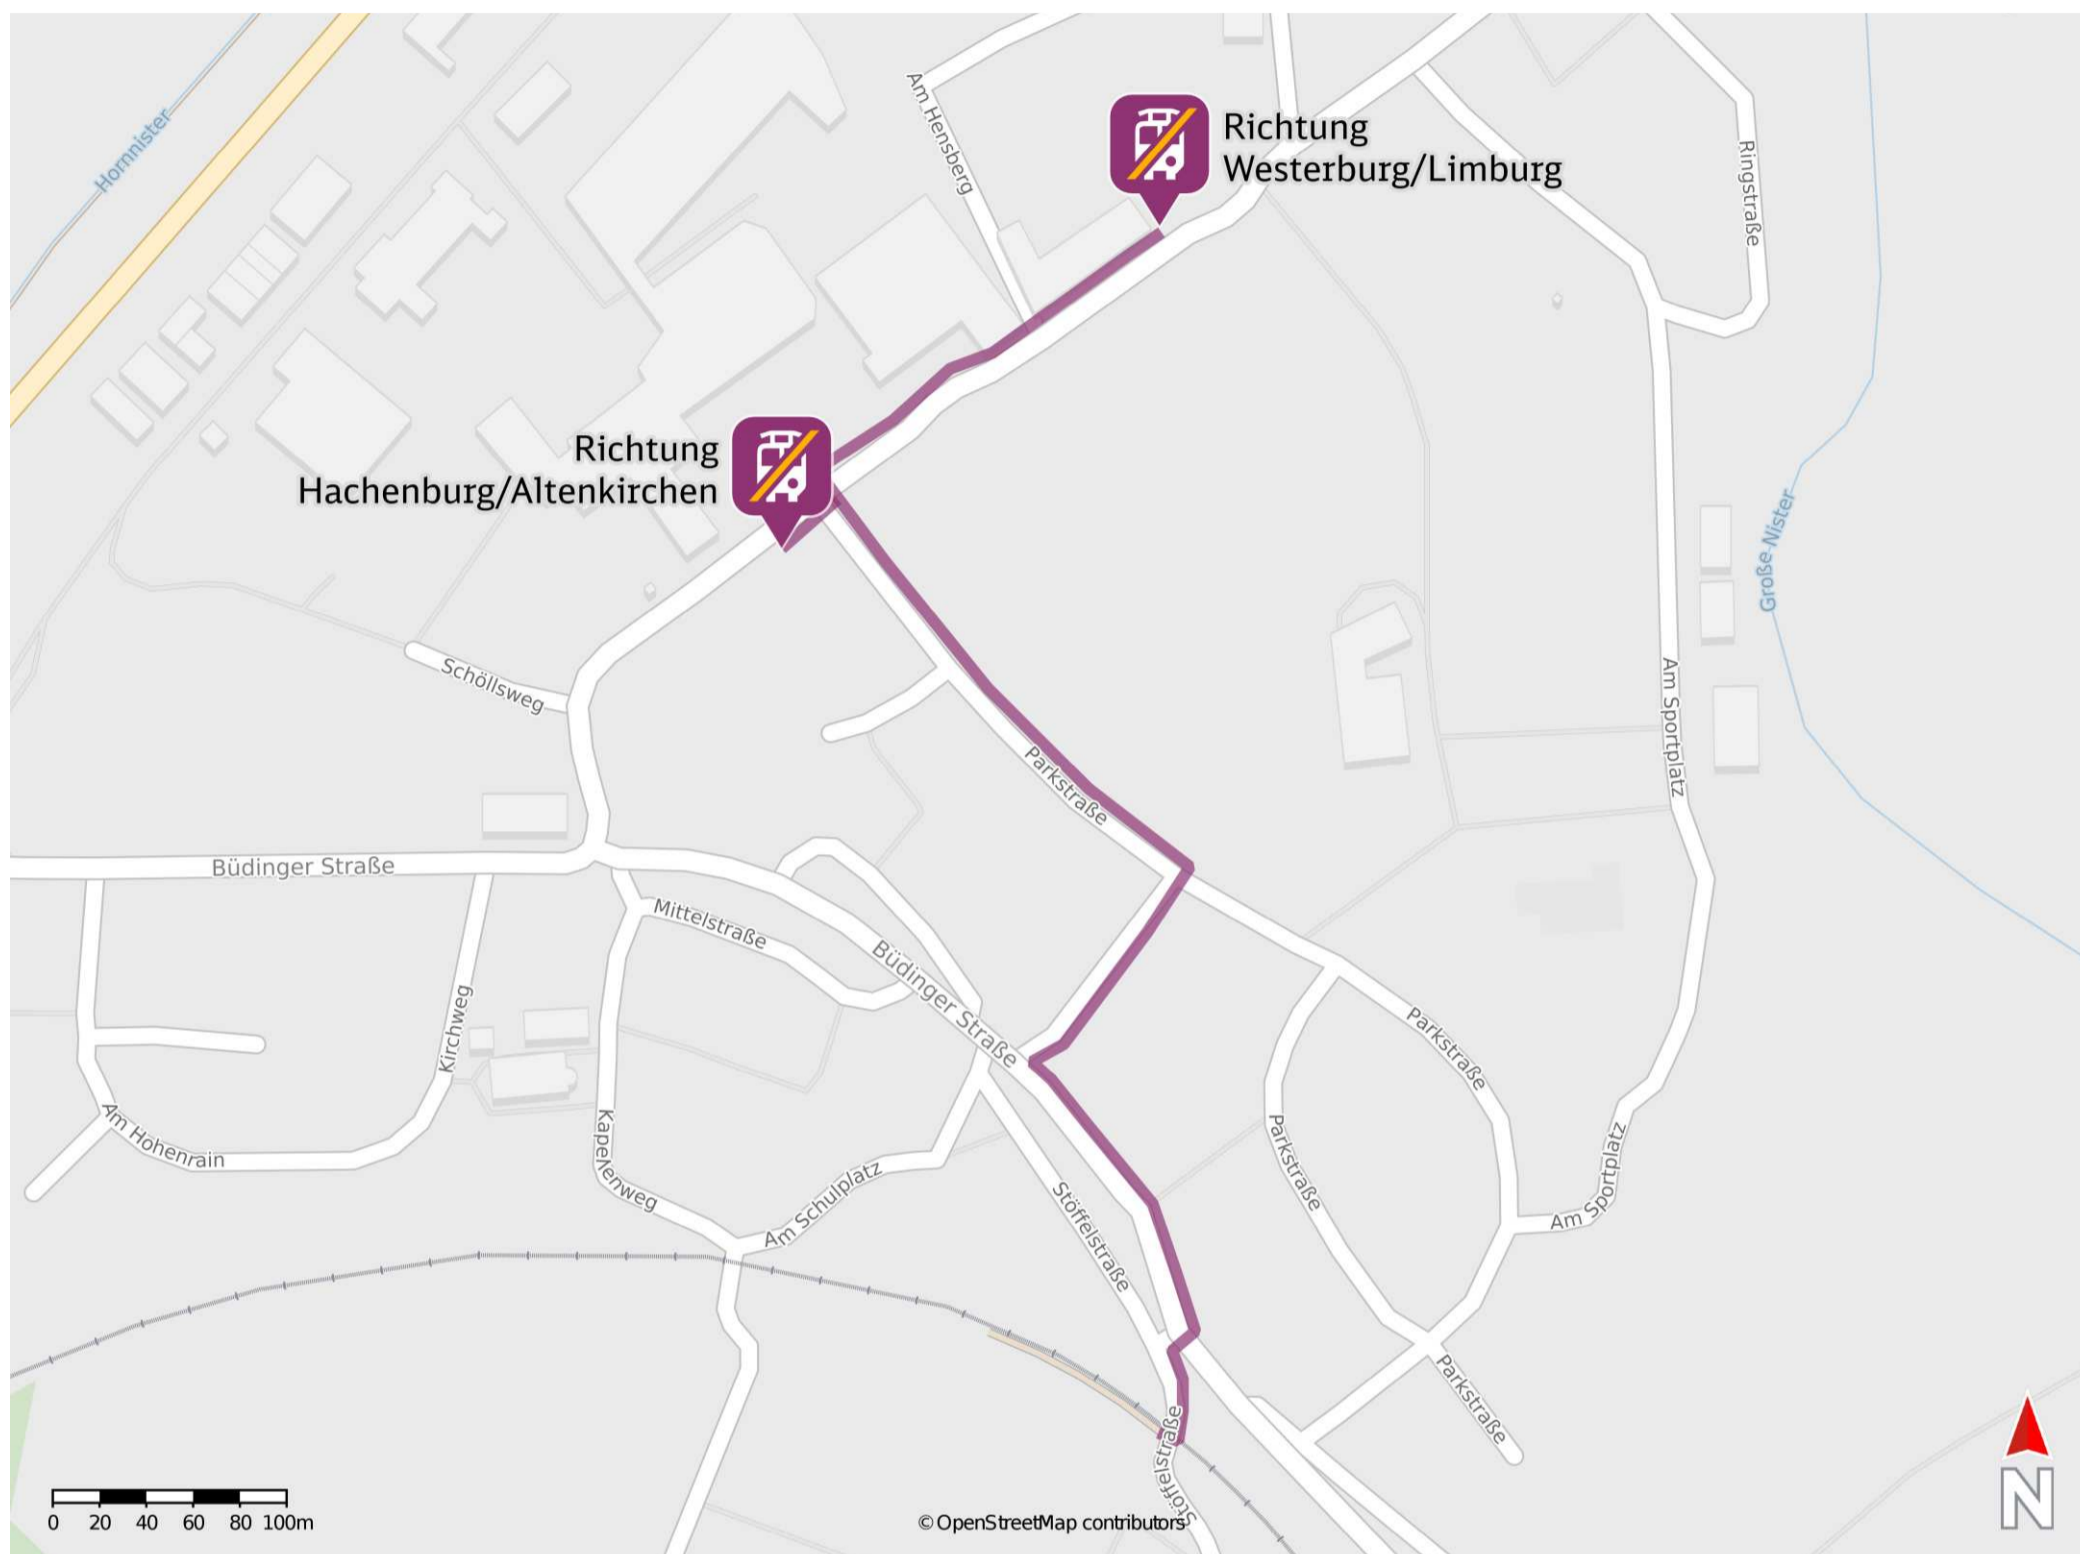 Hornnister
Am Hensberg
Richtung
Westerburg/Limburg
Ringstraße
Richtung
Hachenburg/Altenkirchen
Große Nister
Schöllsweg
Am Sportplatz
Parkstraße
Büdinger Straße
Mittelstraße
Büdinger Straße
Kirchweg
Parkstraße
Am Hohenrain
Kapellenweg
Parkstraße
Am Sportplatz
Am Schulplatz
Stöffelstraße
Parkstraße
Stöffelstraße
Stöffelstraße
0 20 40 60 80 100m
© OpenStreetMap contributors
N